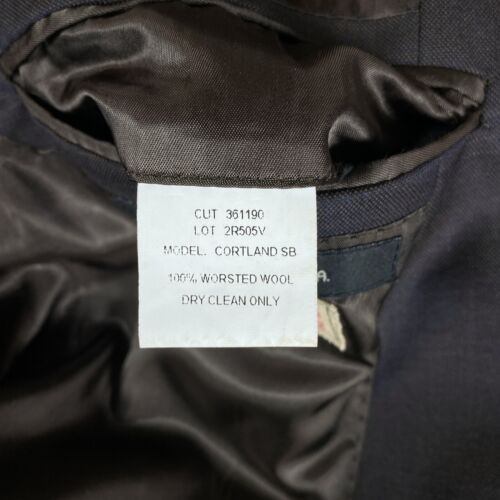 CUT 361190
LOT 2R505V
MODEL. CORTLAND SB
100% WORSTED WOOL
DRY CLEAN ONLY
A.